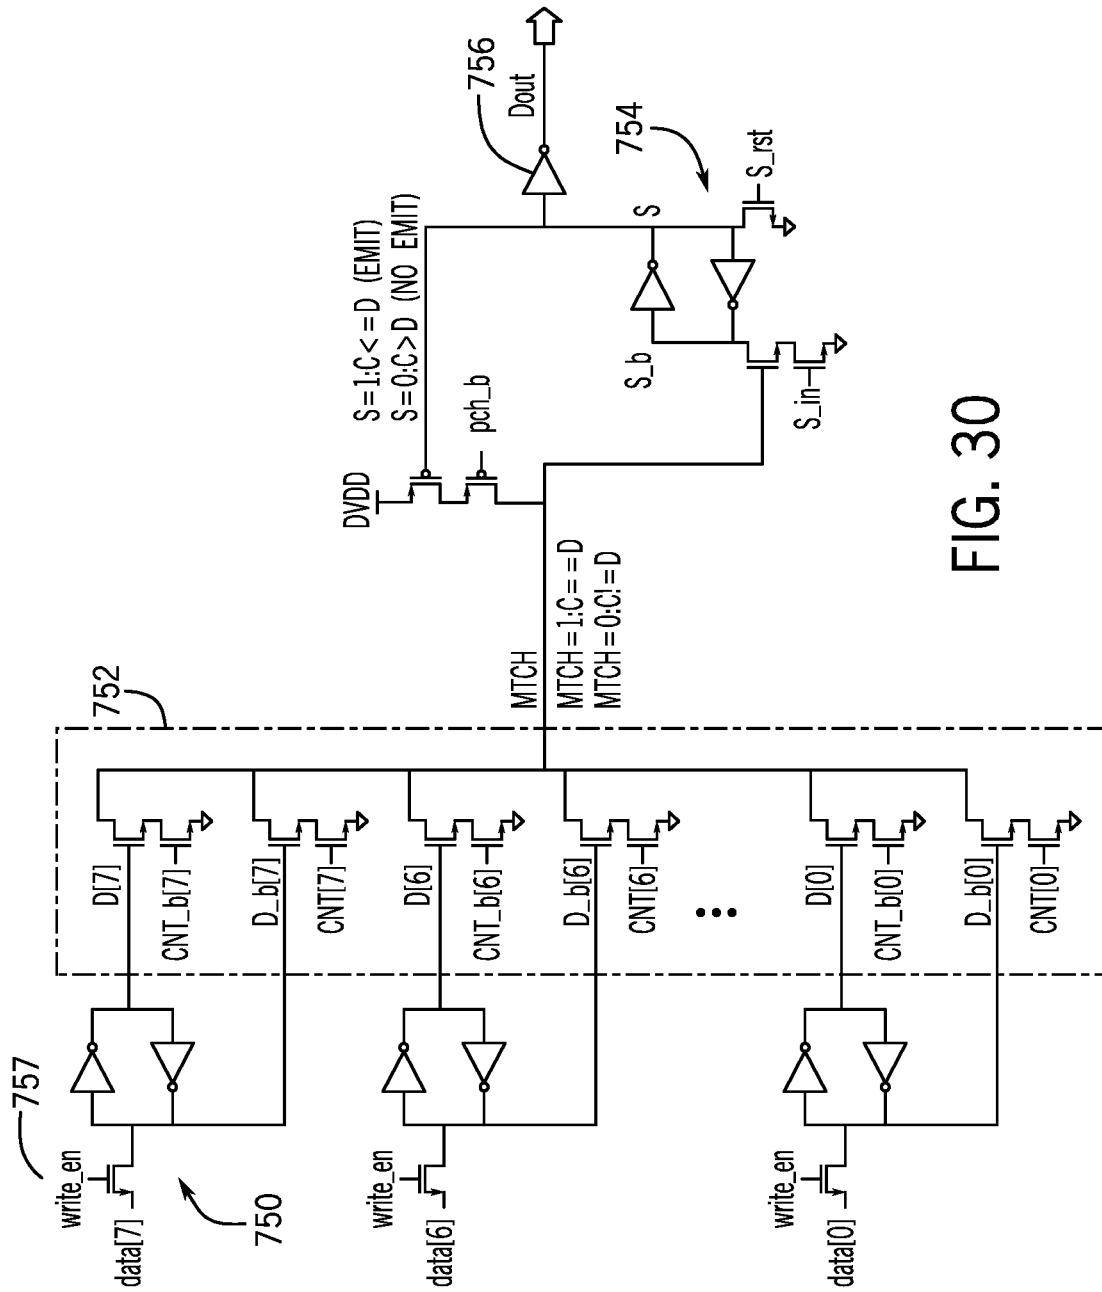 757
write_en
data[7]
750
write_en
data[6]
write_en
data[0]
752
D[7]
CNT_b[7]
D_b[7]
CNT[7]
D[6]
CNT_b[6]
D_b[6]
CNT[6]
D[0]
CNT_b[0]
D_b[0]
CNT[0]
MTCH
MTCH=1:C==D
MTCH=0:C!=D
DVDD
S=1:C<=D (EMIT)
S=0:C>D (NO EMIT)
pch_b
756
Dout
754
S
S_b
S_in
S_rst
FIG. 30